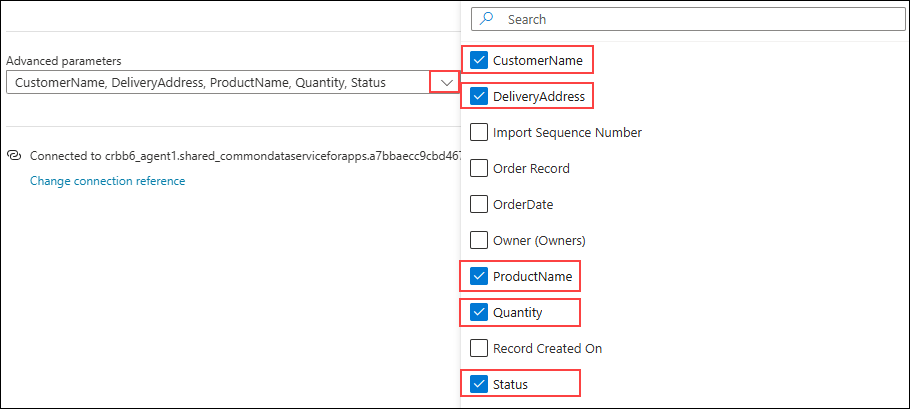 Search
Advanced parameters
CustomerName, DeliveryAddress, ProductName, Quantity, Status
Connected to crbb6_agent1.shared_commondataserviceforapps.a7bbaecc9cbd467
Change connection reference
CustomerName
DeliveryAddress
Import Sequence Number
Order Record
OrderDate
Owner (Owners)
ProductName
Quantity
Record Created On
Status